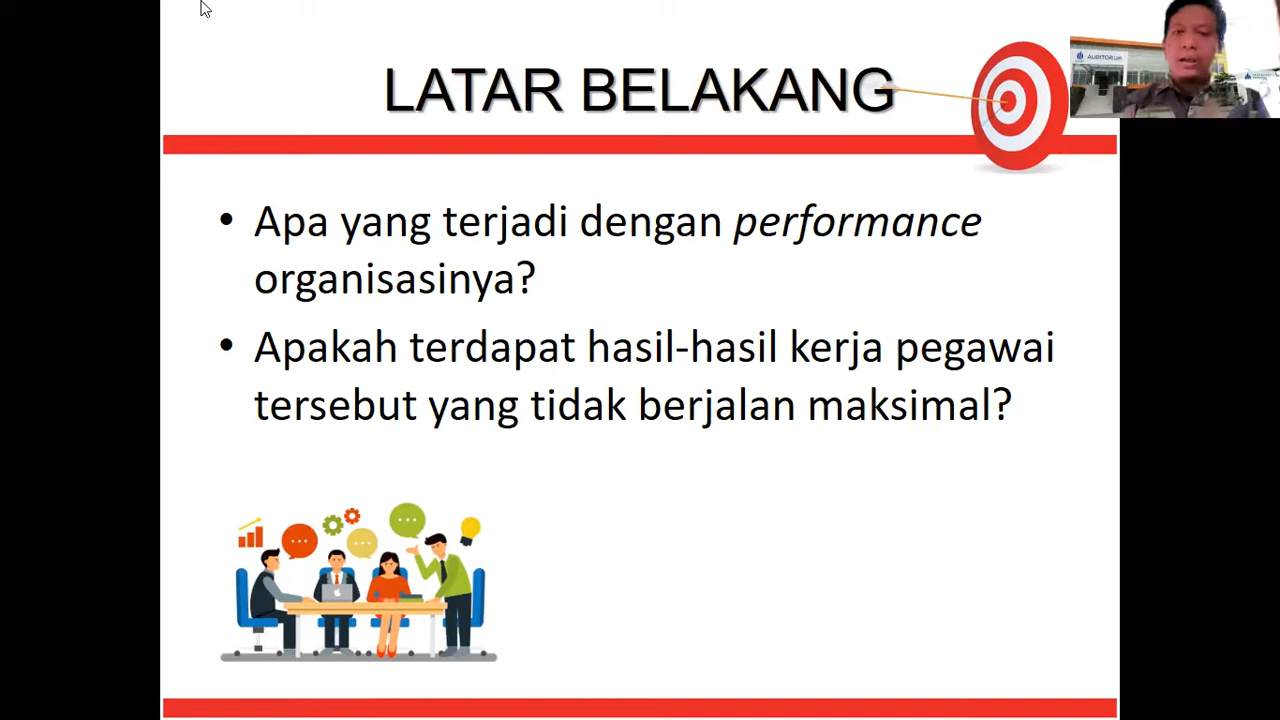 LATAR BELAKANG
AUDITORIUM
• Apa yang terjadi dengan performance
organisasinya?
• Apakah terdapat hasil-hasil kerja pegawai
tersebut yang tidak berjalan maksimal?